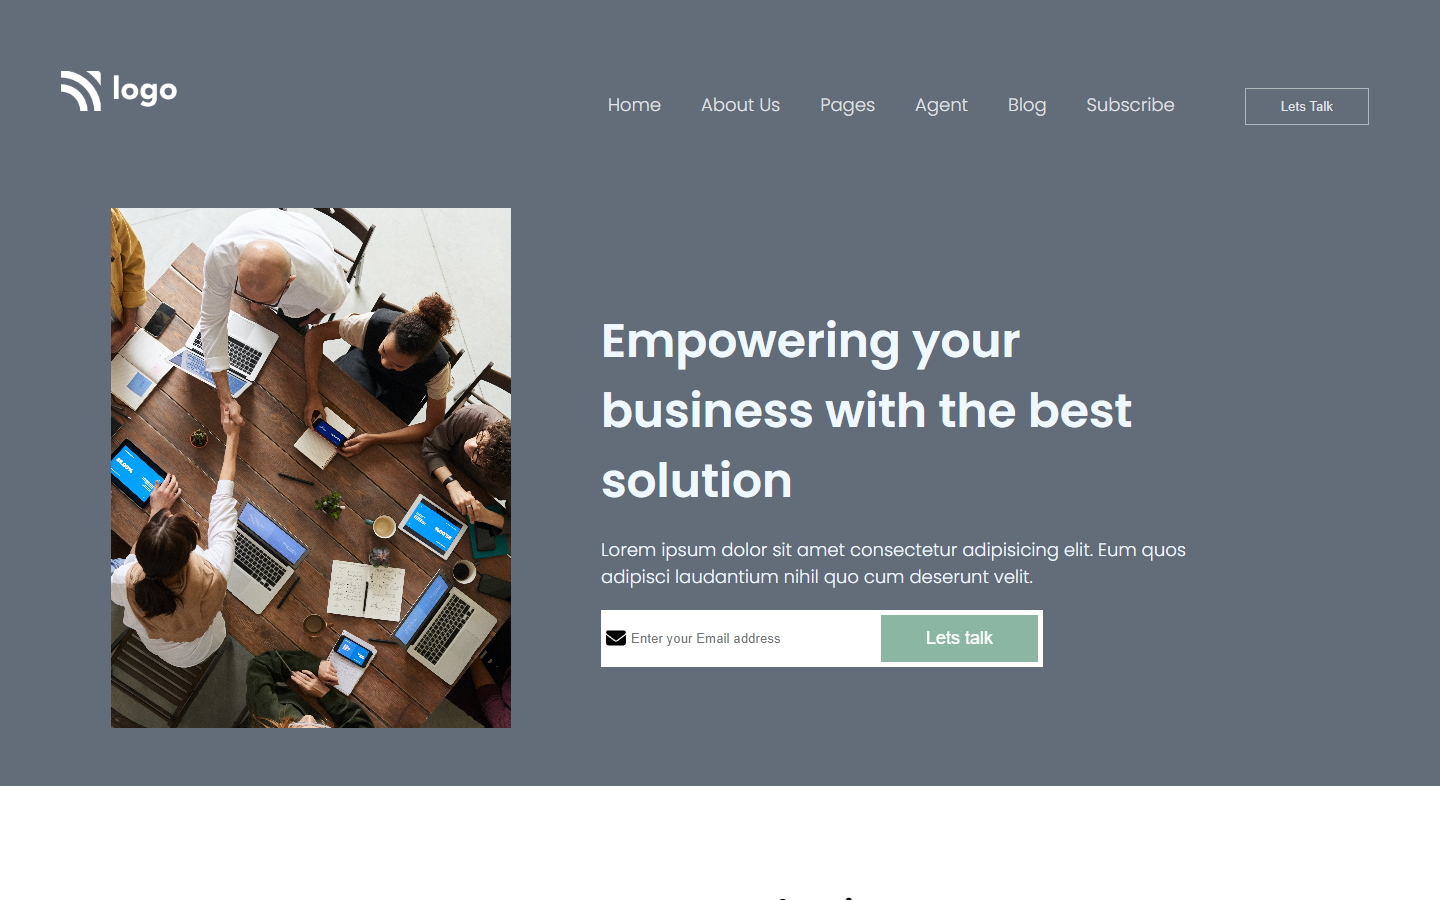 logo
Home About Us Pages Agent Blog Subscribe Lets Talk
Empowering your
business with the best
solution
Lorem ipsum dolor sit amet consectetur adipisicing elit. Eum quos
adipisci laudantium nihil quo cum deserunt velit.
Enter your Email address Lets talk